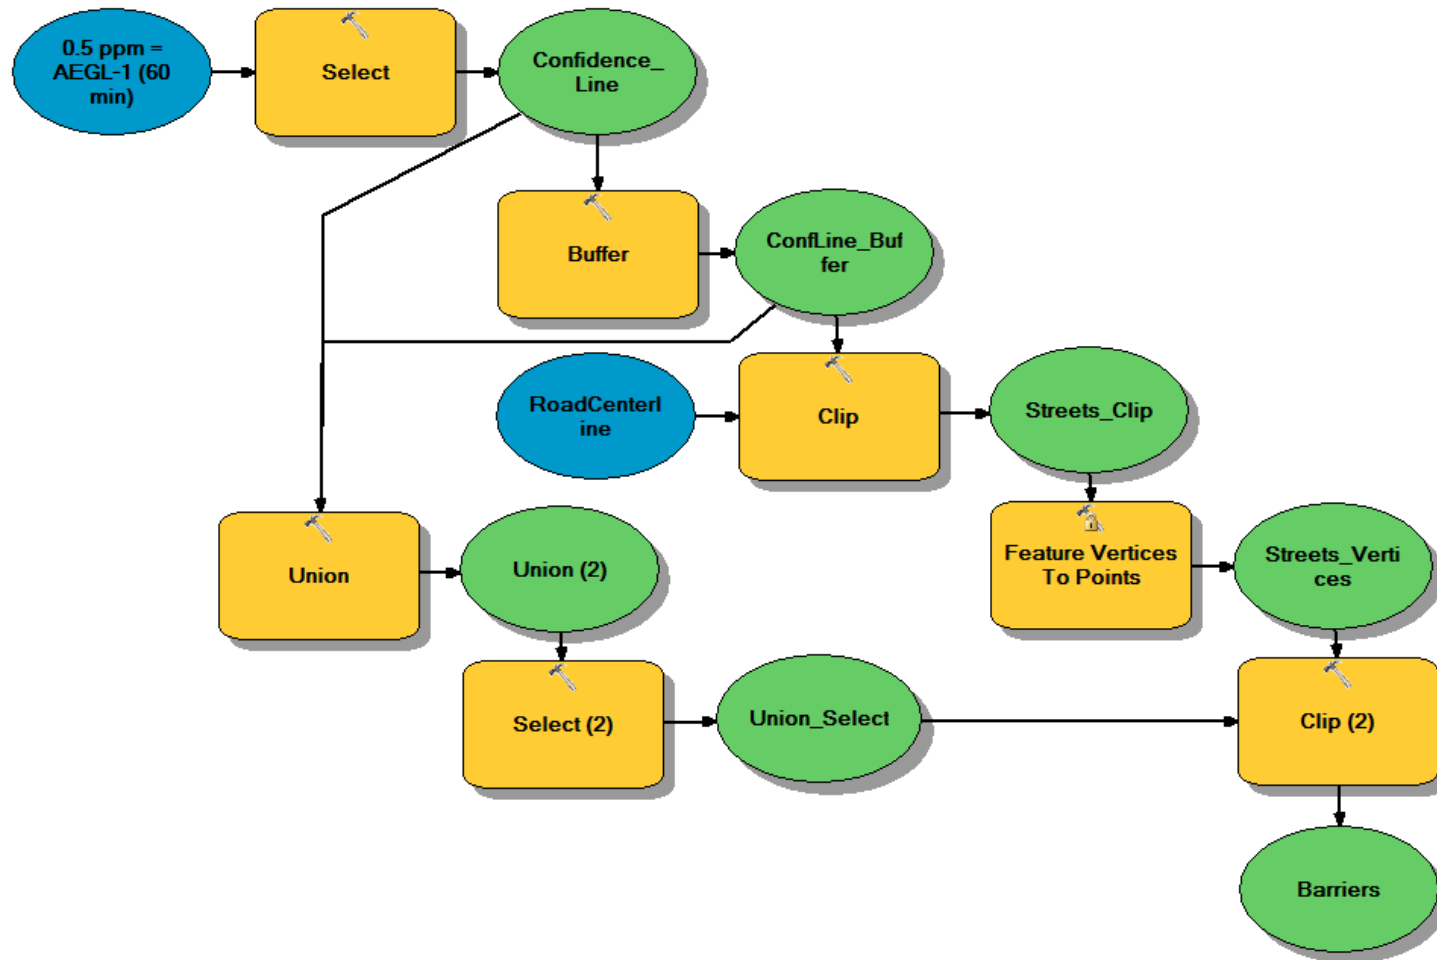 0.5 ppm =
AEGL-1 (60
min)
Select
Confidence_
Line
Buffer
ConfLine_Buf
fer
RoadCenterl
ine
Clip
Streets_Clip
Union
Union (2)
Feature Vertices
To Points
Streets_Verti
ces
Select (2)
Union_Select
Clip (2)
Barriers